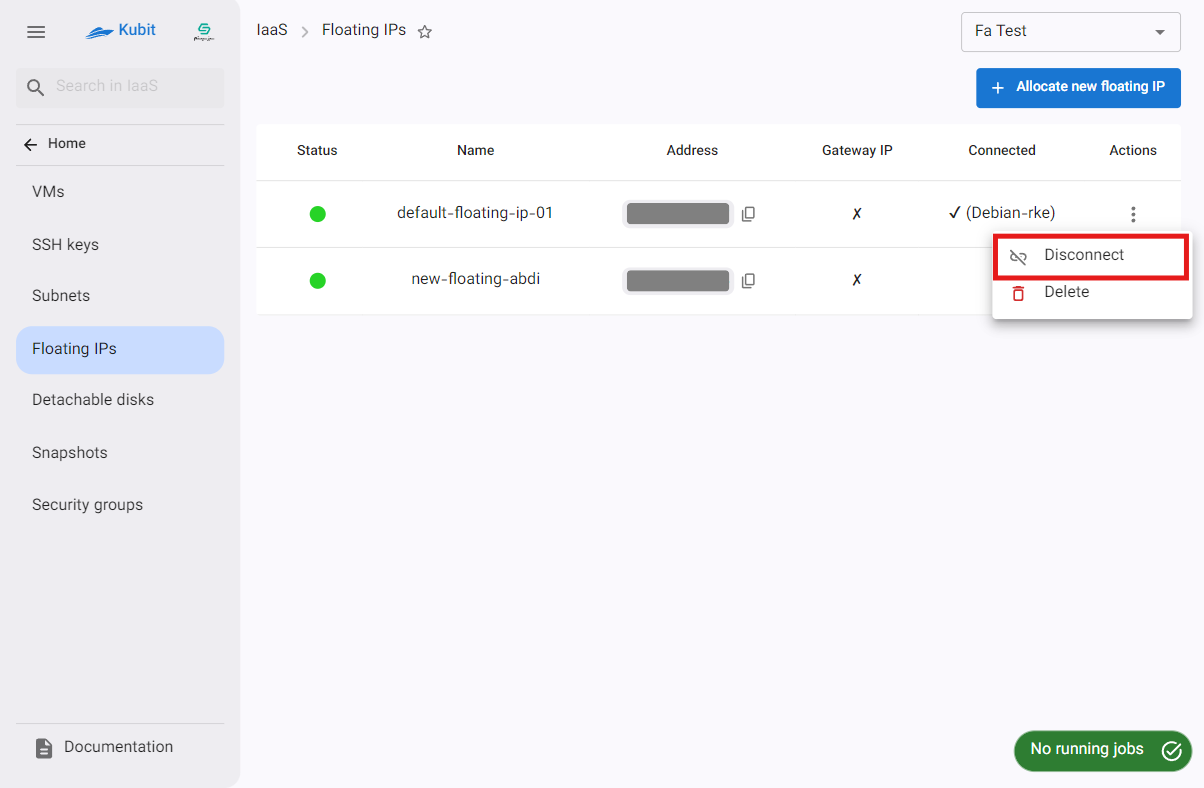 Kubit
IaaS > Floating IPs
Fa Test
Search in IaaS
+ Allocate new floating IP
Home
VMs
SSH keys
Subnets
Floating IPs
Detachable disks
Snapshots
Security groups
Documentation
Status Name Address Gateway IP Connected Actions
default-floating-ip-01 ✗ ✓ (Debian-rke)
new-floating-abdi ✗
Disconnect
Delete
No running jobs